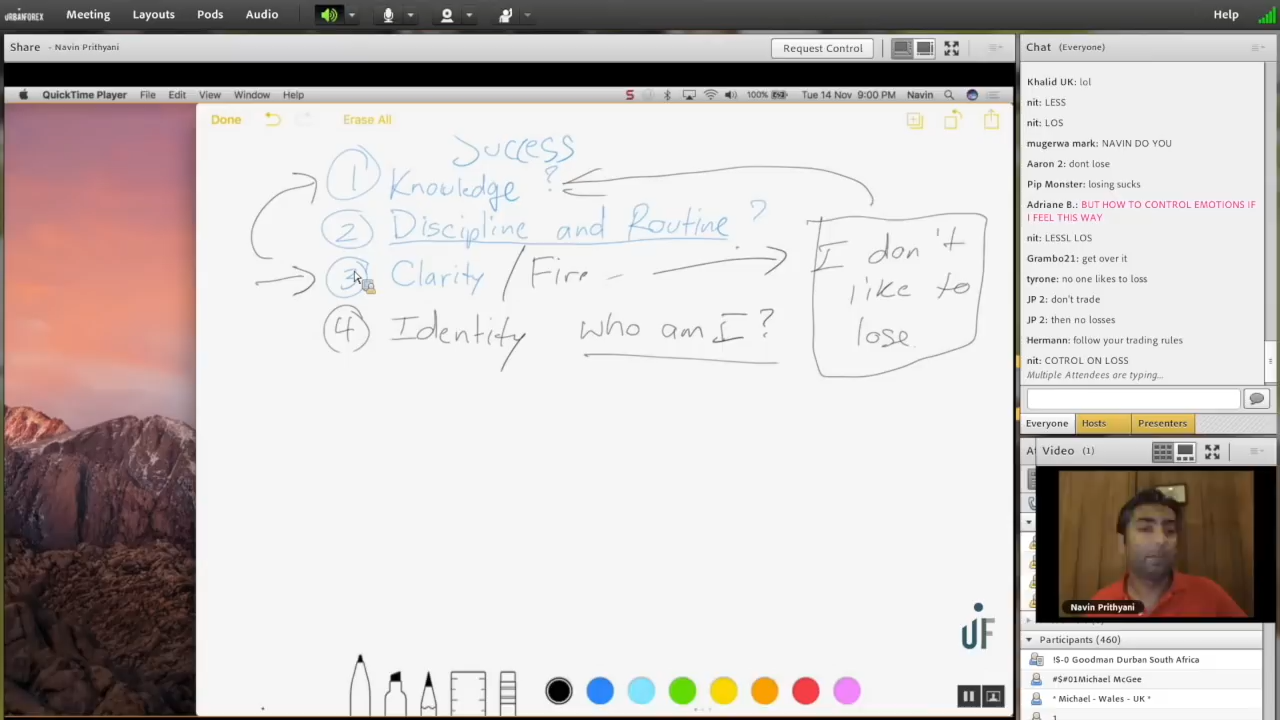 URBANFOREX Meeting Layouts Pods Audio Help
Share - Navin Prithyani
Request Control
QuickTime Player File Edit View Window Help
S 100% Tue 14 Nov 9:00 PM Navin
Done
Erase All
Success
1 Knowledge ?
2 Discipline and Routine ?
3 Clarity / Fire
4 Identity who am I ?
I don't
like to
lose.
UF
Chat (Everyone)
Khalid UK: lol
nit: LESS
nit: LOS
mugerwa mark: NAVIN DO YOU
Aaron 2: dont lose
Pip Monster: losing sucks
Adriane B.: BUT HOW TO CONTROL EMOTIONS IF
I FEEL THIS WAY
nit: LESSL LOS
Grambo21: get over it
tyrone: no one likes to lose
JP 2: don't trade
JP 2: then no losses
Hermann: follow your trading rules
nit: COTROL ON LOSS
Multiple Attendees are typing...
Everyone Hosts Presenters
Video (1)
Navin Prithyani
Participants (460)
!$-0 Goodman Durban South Africa
#$#01Michael McGee
* Michael - Wales - UK *
1